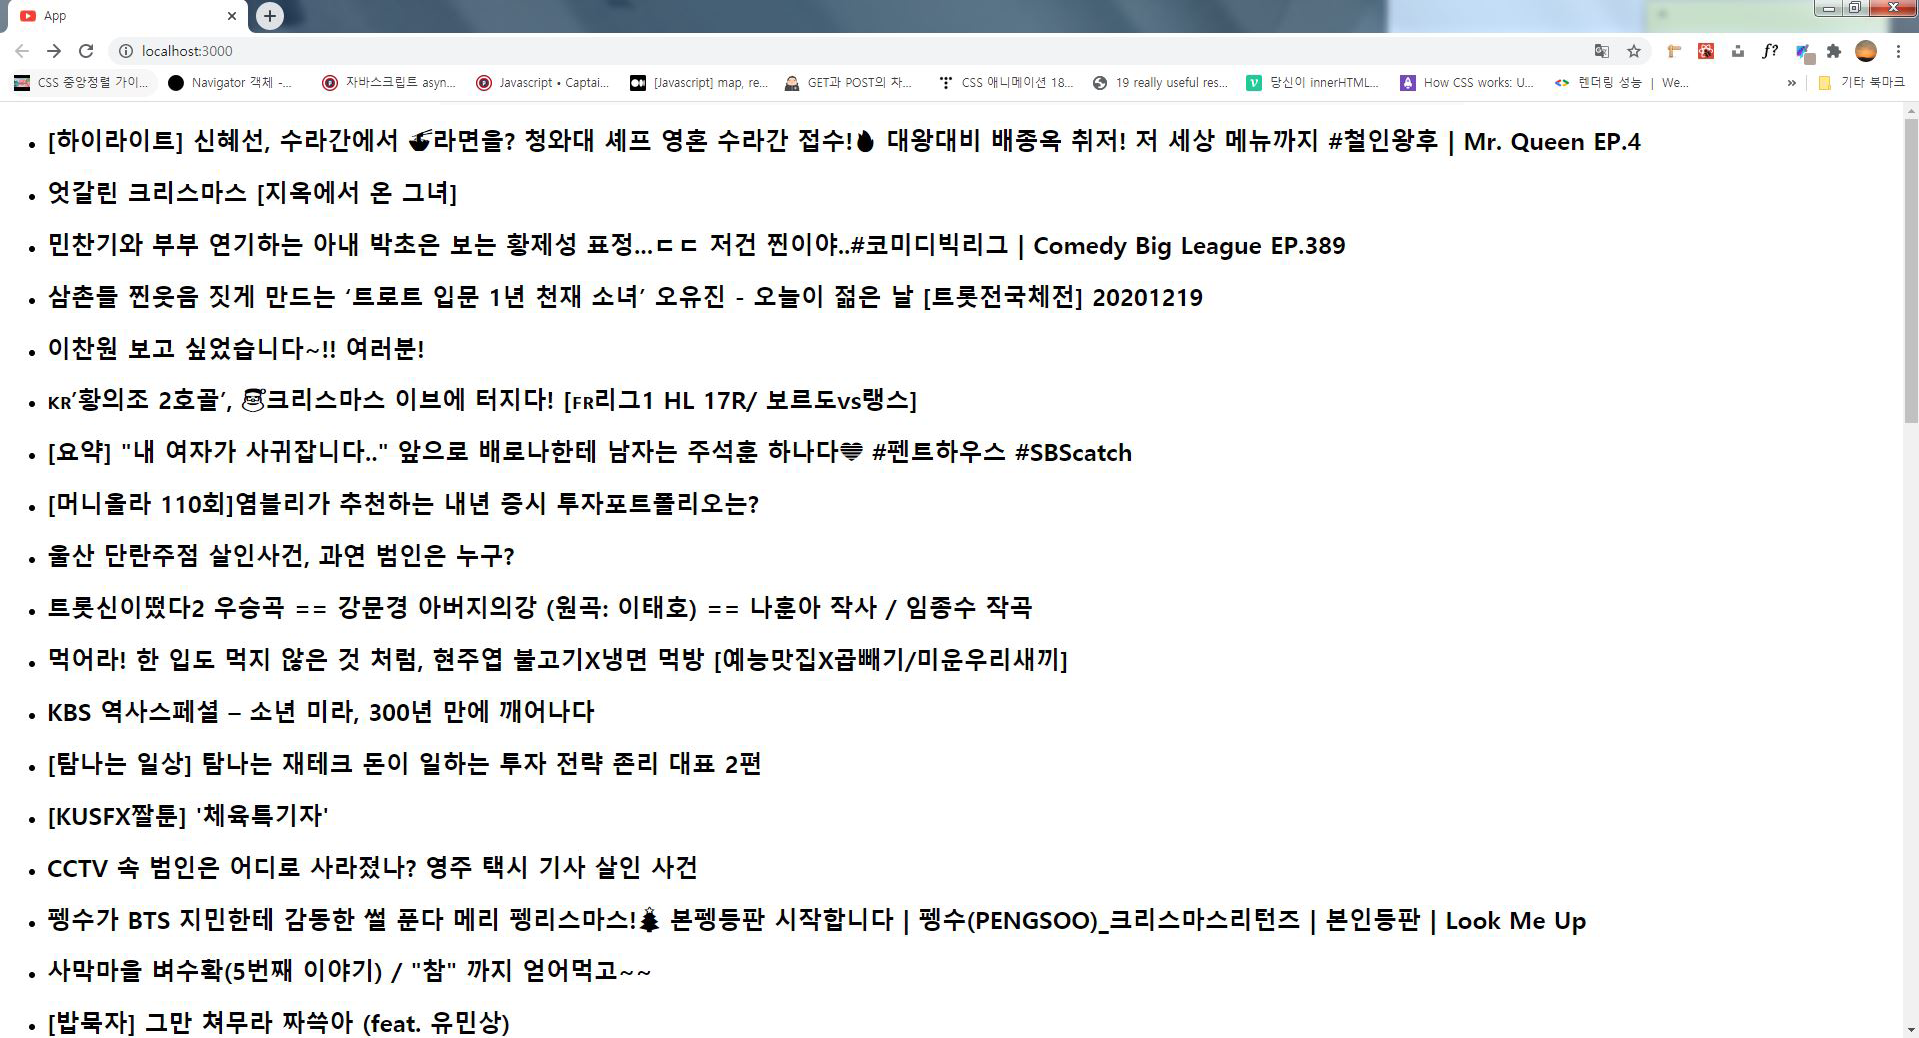 App
localhost:3000
CSS 중앙정렬 가이...
Navigator 객체 -...
자바스크립트 asyn...
Javascript • Captai...
[Javascript] map, re...
GET과 POST의 차...
CSS 애니메이션 18...
19 really useful res...
당신이 innerHTML...
How CSS works: U...
렌더링 성능 | We...
기타 북마크
• [하이라이트] 신혜선, 수라간에서 🍜라면을? 청와대 셰프 영혼 수라간 접수!🔥 대왕대비 배종옥 취저! 저 세상 메뉴까지 #철인왕후 | Mr. Queen EP.4
• 엇갈린 크리스마스 [지옥에서 온 그녀]
• 민찬기와 부부 연기하는 아내 박초은 보는 황제성 표정...ㄷㄷ 저건 찐이야..#코미디빅리그 | Comedy Big League EP.389
• 삼촌들 찐웃음 짓게 만드는 ‘트로트 입문 1년 천재 소녀’ 오유진 - 오늘이 젊은 날 [트롯전국체전] 20201219
• 이찬원 보고 싶었습니다~!! 여러분!
• KR’황의조 2호골’, 🎅크리스마스 이브에 터지다! [FR리그1 HL 17R/ 보르도vs랭스]
• [요약] "내 여자가 사귀잡니다.." 앞으로 배로나한테 남자는 주석훈 하나다💙 #펜트하우스 #SBScatch
• [머니올라 110회]염블리가 추천하는 내년 증시 투자포트폴리오는?
• 울산 단란주점 살인사건, 과연 범인은 누구?
• 트롯신이떴다2 우승곡 == 강문경 아버지의강 (원곡: 이태호) == 나훈아 작사 / 임종수 작곡
• 먹어라! 한 입도 먹지 않은 것 처럼, 현주엽 불고기X냉면 먹방 [예능맛집X곱빼기/미운우리새끼]
• KBS 역사스페셜 – 소년 미라, 300년 만에 깨어나다
• [탐나는 일상] 탐나는 재테크 돈이 일하는 투자 전략 존리 대표 2편
• [KUSFX짤툰] '체육특기자'
• CCTV 속 범인은 어디로 사라졌나? 영주 택시 기사 살인 사건
• 펭수가 BTS 지민한테 감동한 썰 푼다 메리 펭리스마스!🎄 본펭등판 시작합니다 | 펭수(PENGSOO)_크리스마스리턴즈 | 본인등판 | Look Me Up
• 사막마을 벼수확(5번째 이야기) / "참" 까지 얻어먹고~~
• [밥묵자] 그만 쳐무라 짜쓱아 (feat. 유민상)